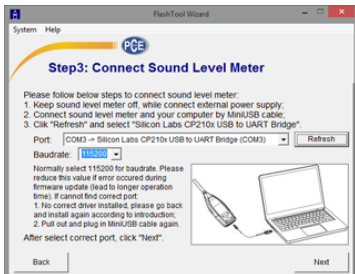 FlashTool Wizard
System Help
PCE
Step3: Connect Sound Level Meter
Please follow below steps to connect sound level meter:
1. Keep sound level meter off, while connect external power supply;
2. Connect sound level meter and your computer by MiniUSB cable;
3. Clik "Refresh" and select "Silicon Labs CP210x USB to UART Bridge".
Port: COM3 -> Silicon Labs CP210x USB to UART Bridge (COM3) Refresh
Baudrate: 115200
Normally select 115200 for baudrate. Please
reduce this value if error occured during
firmware update (lead to longer operation
time). If cannot find correct port:
1. No correct driver installed, please go back
and install again according to introduction;
2. Pull out and plug in MiniUSB cable again.
After select correct port, click "Next".
Back Next